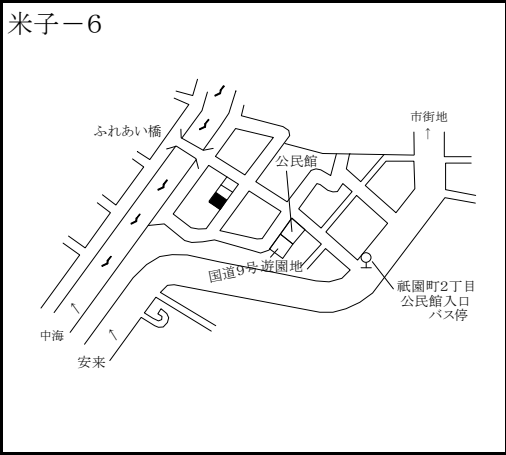 米子－6
市街地
↑
ふれあい橋
公民館
国道9号
遊園地
祇園町2丁目
公民館入口
バス停
中海
安来